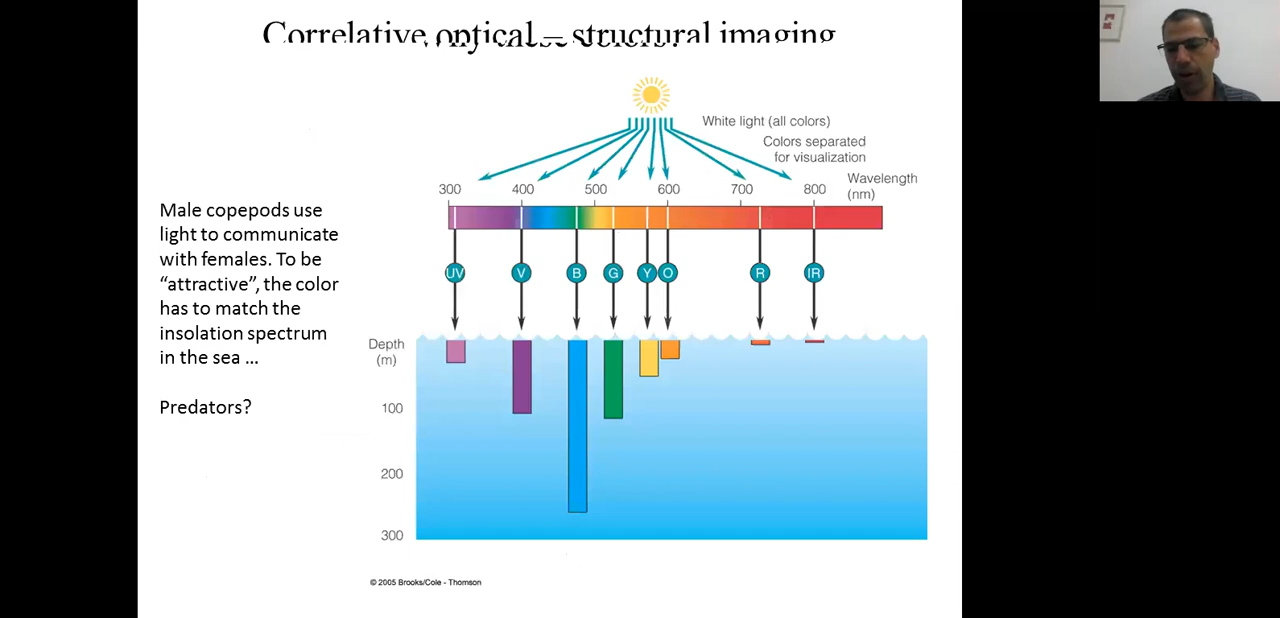 Correlative optical – structural imaging
White light (all colors)
Colors separated
for visualization
Wavelength
(nm)
300 400 500 600 700 800
Male copepods use
light to communicate
with females. To be
“attractive”, the color
has to match the
insolation spectrum
in the sea ...
Predators?
UV V B G Y O R IR
Depth
(m)
100
200
300
© 2005 Brooks/Cole - Thomson